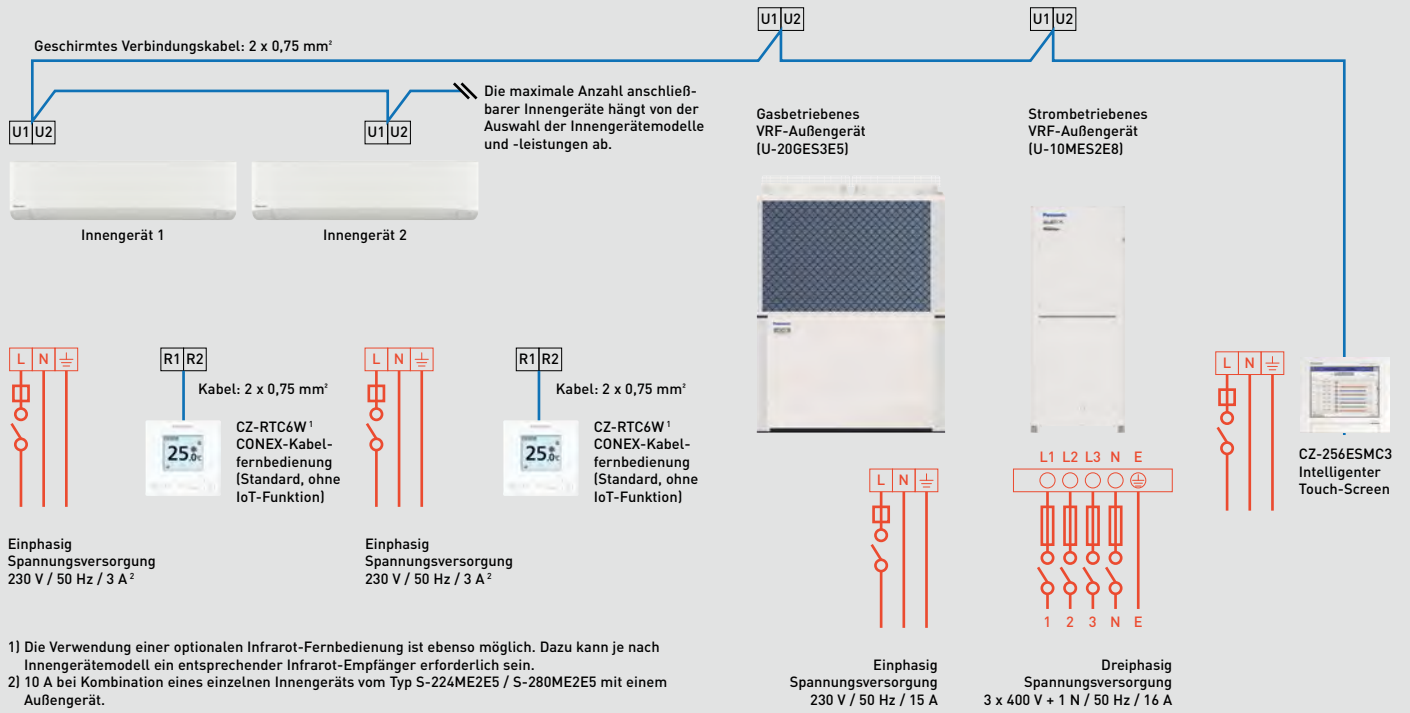 U1 U2
U1 U2
Geschirmtes Verbindungskabel: 2 x 0,75 mm²
Die maximale Anzahl anschließ-
barer Innengeräte hängt von der
Auswahl der Innengerätemodelle
und -leistungen ab.
U1 U2
U1 U2
Gasbetriebenes
VRF-Außengerät
(U-20GES3E5)
Strombetriebenes
VRF-Außengerät
(U-10MES2E8)
Innengerät 1
Innengerät 2
Panasonic
Panasonic
L N
R1 R2
Kabel: 2 x 0,75 mm²
25.0c
CZ-RTC6W¹
CONEX-Kabel-
fernbedienung
(Standard, ohne
IoT-Funktion)
L N
R1 R2
Kabel: 2 x 0,75 mm²
25.0c
CZ-RTC6W¹
CONEX-Kabel-
fernbedienung
(Standard, ohne
IoT-Funktion)
L N
CZ-256ESMC3
Intelligenter
Touch-Screen
L N
L1 L2 L3 N E
1 2 3 N E
Einphasig
Spannungsversorgung
230 V / 50 Hz / 3 A²
Einphasig
Spannungsversorgung
230 V / 50 Hz / 3 A²
Einphasig
Spannungsversorgung
230 V / 50 Hz / 15 A
Dreiphasig
Spannungsversorgung
3 x 400 V + 1 N / 50 Hz / 16 A
1) Die Verwendung einer optionalen Infrarot-Fernbedienung ist ebenso möglich. Dazu kann je nach
Innengerätemodell ein entsprechender Infrarot-Empfänger erforderlich sein.
2) 10 A bei Kombination eines einzelnen Innengeräts vom Typ S-224ME2E5 / S-280ME2E5 mit einem
Außengerät.